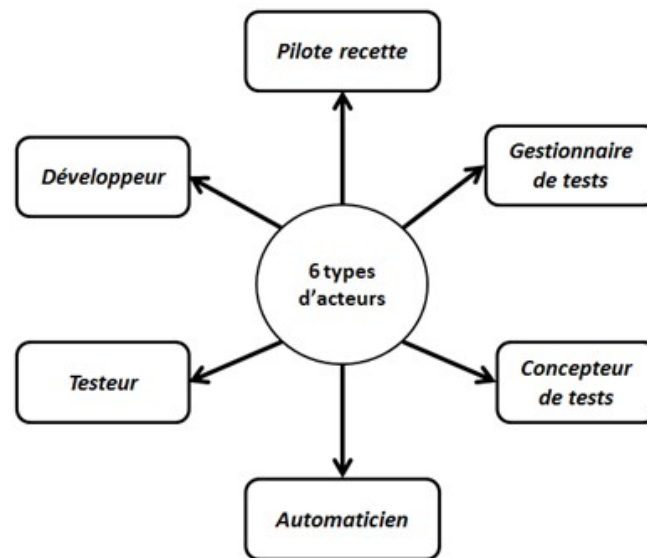 Pilote recette
Gestionnaire
de tests
Développeur
6 types
d'acteurs
Testeur
Concepteur
de tests
Automaticien